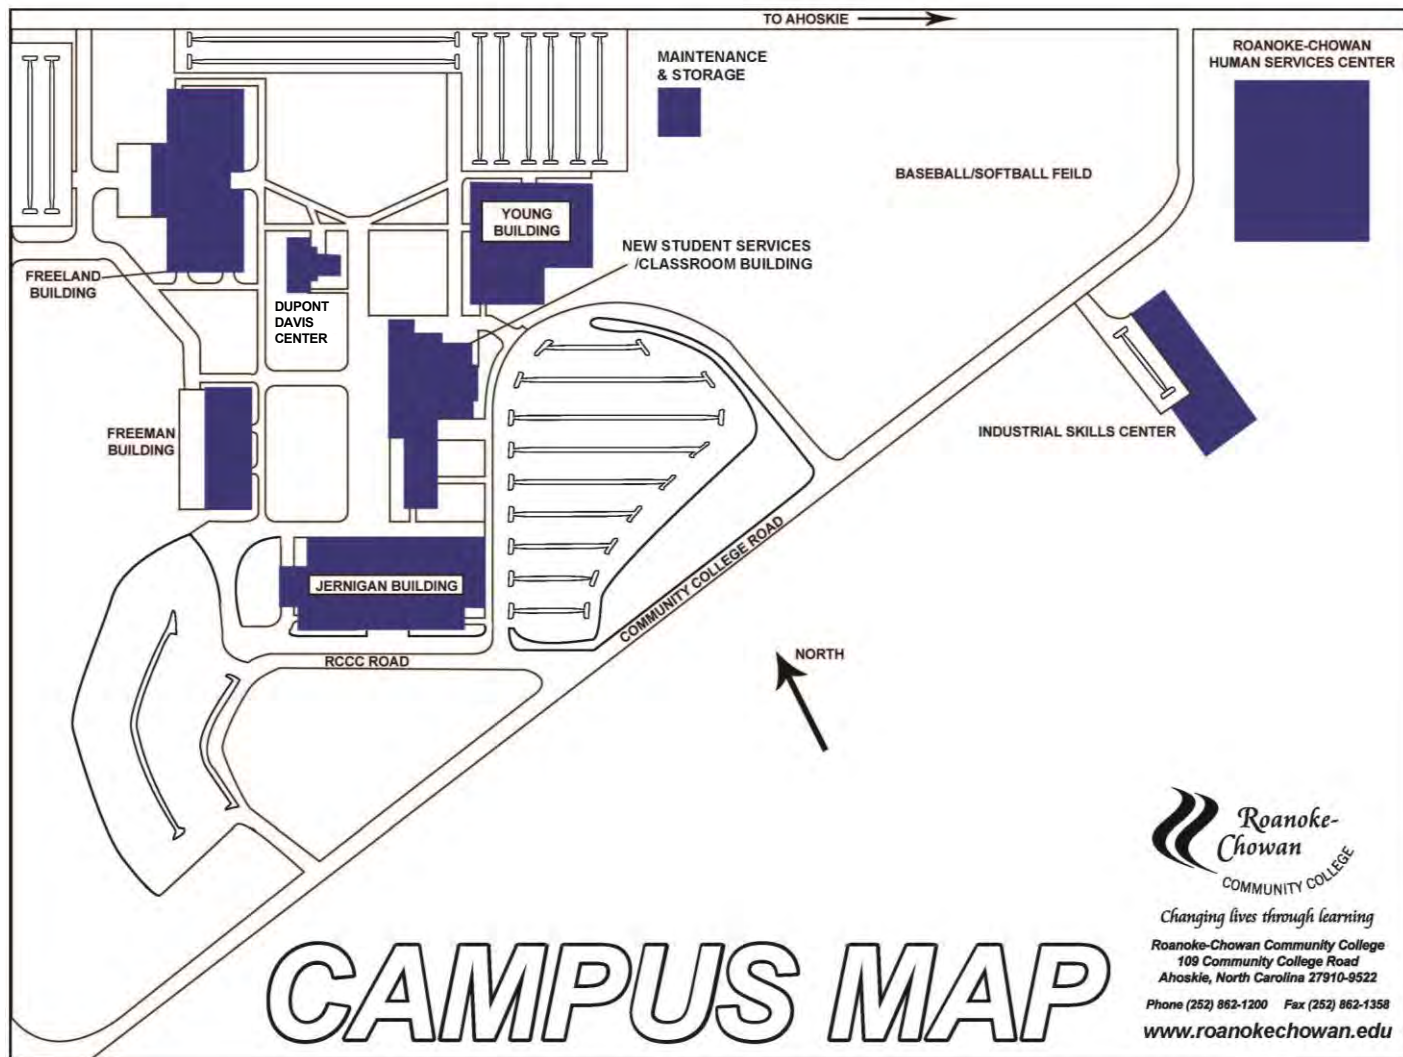 TO AHOSKIE
MAINTENANCE
& STORAGE
ROANOKE-CHOWAN
HUMAN SERVICES CENTER
BASEBALL/SOFTBALL FEILD
YOUNG
BUILDING
NEW STUDENT SERVICES
/CLASSROOM BUILDING
FREELAND
BUILDING
DUPONT
DAVIS
CENTER
FREEMAN
BUILDING
INDUSTRIAL SKILLS CENTER
JERNIGAN BUILDING
COMMUNITY COLLEGE ROAD
RCCC ROAD
NORTH
Roanoke-
Chowan
COMMUNITY COLLEGE
Changing lives through learning
Roanoke-Chowan Community College
109 Community College Road
Ahoskie, North Carolina 27910-9522
Phone (252) 862-1200 Fax (252) 862-1358
www.roanokechowan.edu
CAMPUS MAP